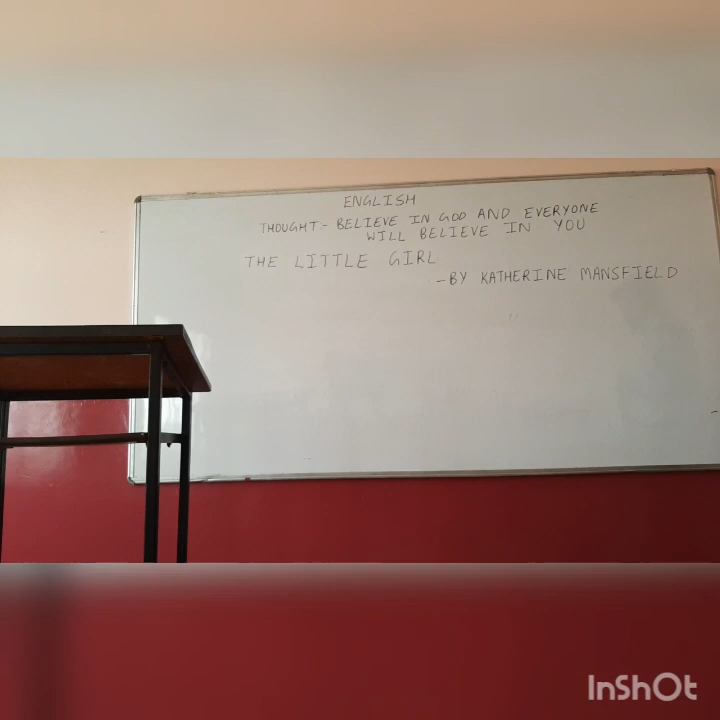 ENGLISH
THOUGHT:- BELIEVE IN GOD AND EVERYONE
WILL BELIEVE IN YOU
THE LITTLE GIRL
-BY KATHERINE MANSFIELD
InShOt